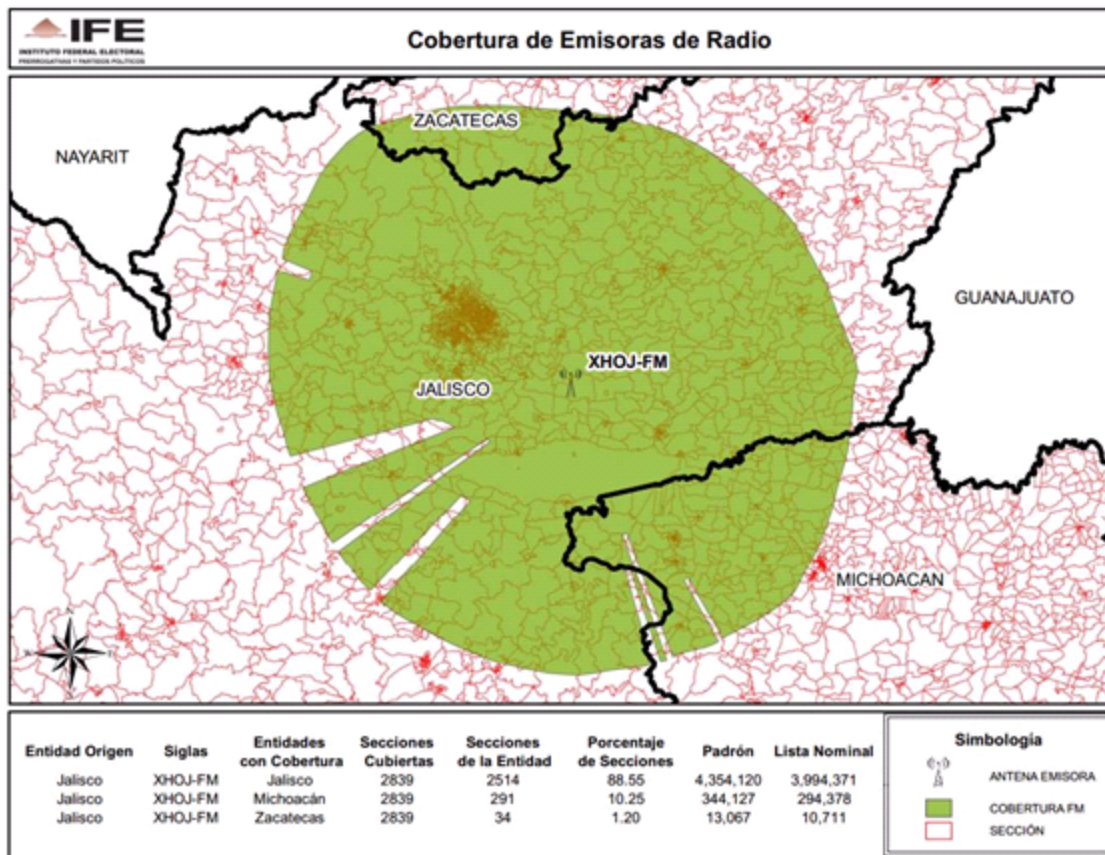 IFE
INSTITUTO FEDERAL ELECTORAL
PRERROGATIVAS Y PARTIDOS POLÍTICOS
Cobertura de Emisoras de Radio
ZACATECAS
NAYARIT
GUANAJUATO
XHOJ-FM
JALISCO
MICHOACAN
Entidad Origen Siglas Entidades con Cobertura Secciones Cubiertas Secciones de la Entidad Porcentaje de Secciones Padrón Lista Nominal
Jalisco XHOJ-FM Jalisco 2839 2514 88.55 4,354,120 3,994,371
Jalisco XHOJ-FM Michoacán 2839 291 10.25 344,127 294,378
Jalisco XHOJ-FM Zacatecas 2839 34 1.20 13,067 10,711
Simbología
ANTENA EMISORA
COBERTURA FM
SECCIÓN